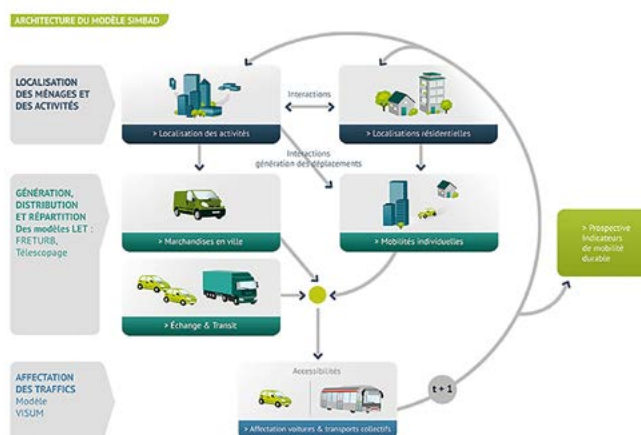 ARCHITECTURE DU MODÈLE SIMBAD
LOCALISATION
DES MÉNAGES ET
DES ACTIVITÉS
> Localisation des activités
Interactions
> Localisations résidentielles
Interactions
génération des déplacements
GÉNÉRATION,
DISTRIBUTION
ET RÉPARTITION
Des modèles LET :
FRETURB,
Télescopage
> Marchandises en ville
> Mobilités individuelles
> Échange & Transit
> Prospective
Indicateurs
de mobilité
durable
AFFECTATION
DES TRAFFICS
Modèle
VISUM
Accessibilités
> Affectation voitures & transports collectifs
t + 1